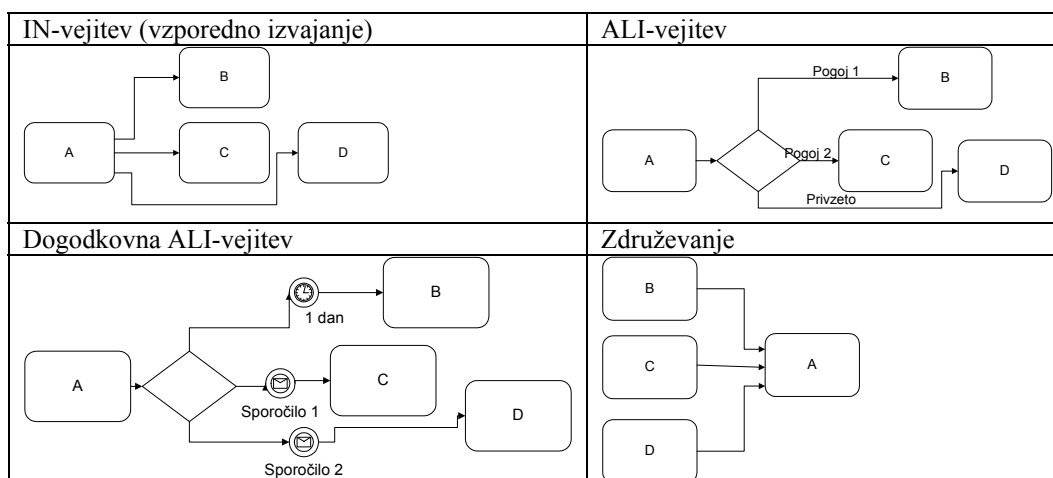 IN-vejitev (vzporedno izvajanje)
B
A
C
D
ALI-vejitev
Pogoj 1
B
A
Pogoj 2
C
D
Privzeto
Dogodkovna ALI-vejitev
B
1 dan
A
C
Sporočilo 1
D
Sporočilo 2
Združevanje
B
C
A
D